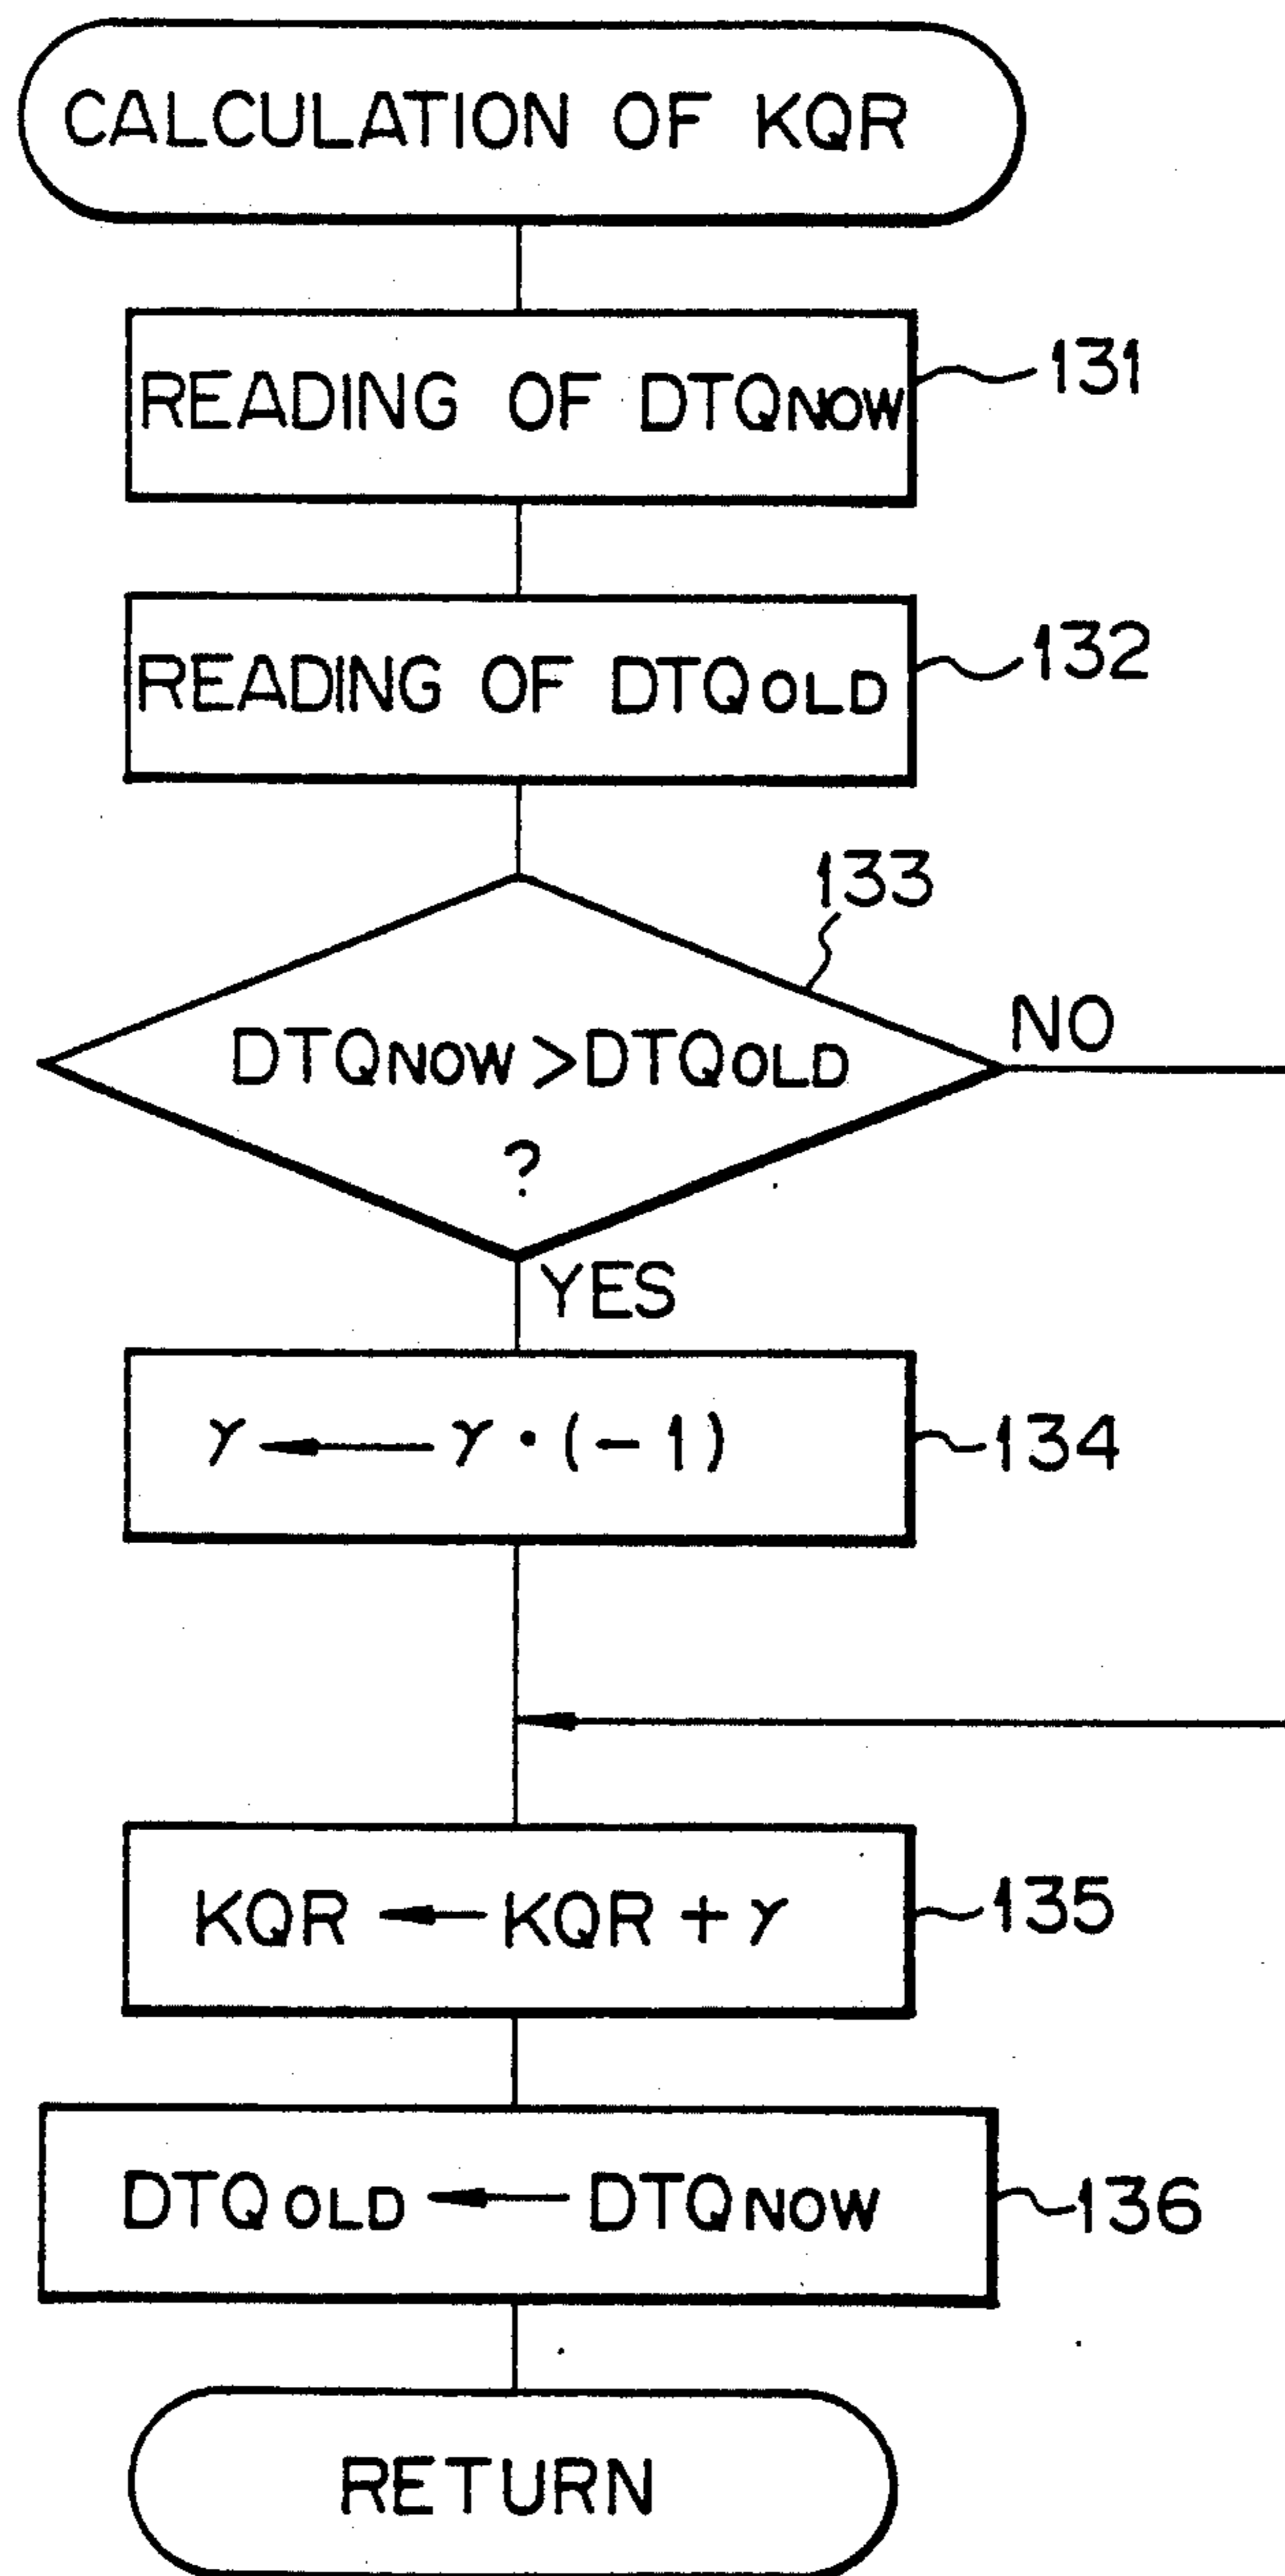 CALCULATION OF KQR
READING OF DTQNOW
131
READING OF DTQOLD
132
133
DTQNOW > DTQOLD
?
NO
YES
γ ← γ · (-1)
134
KQR ← KQR + γ
135
DTQOLD ← DTQNOW
136
RETURN